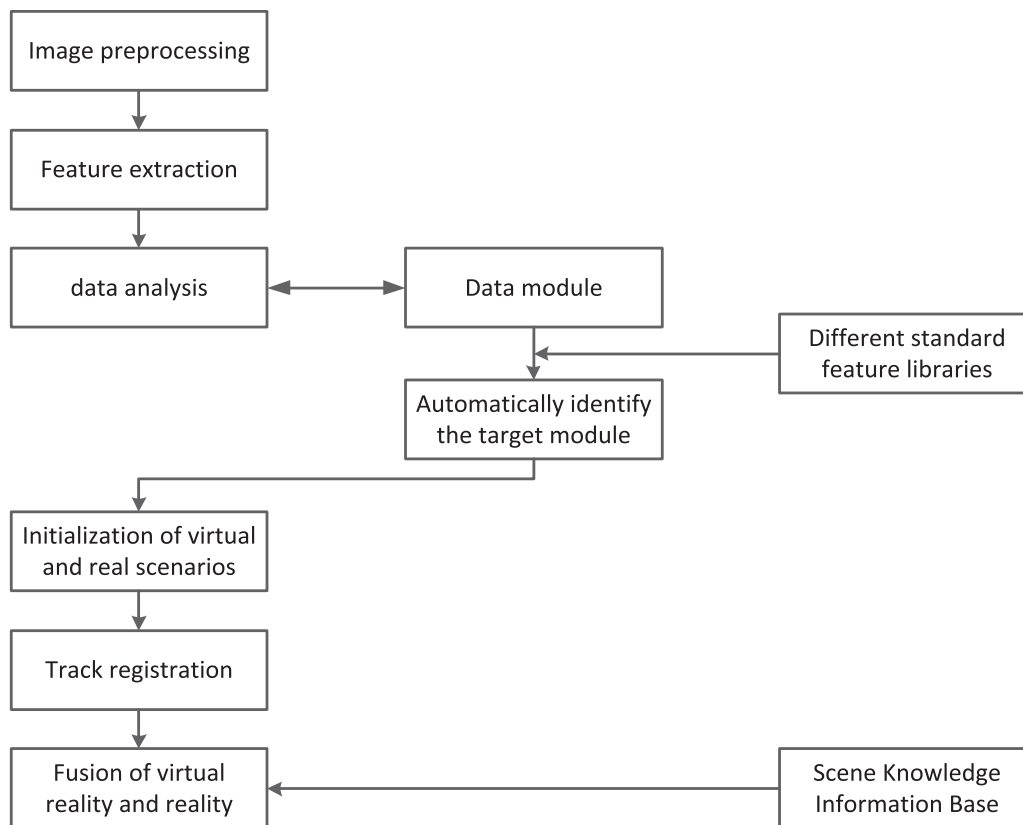 Image preprocessing
Feature extraction
data analysis
Data module
Different standard
feature libraries
Automatically identify
the target module
Initialization of virtual
and real scenarios
Track registration
Fusion of virtual
reality and reality
Scene Knowledge
Information Base